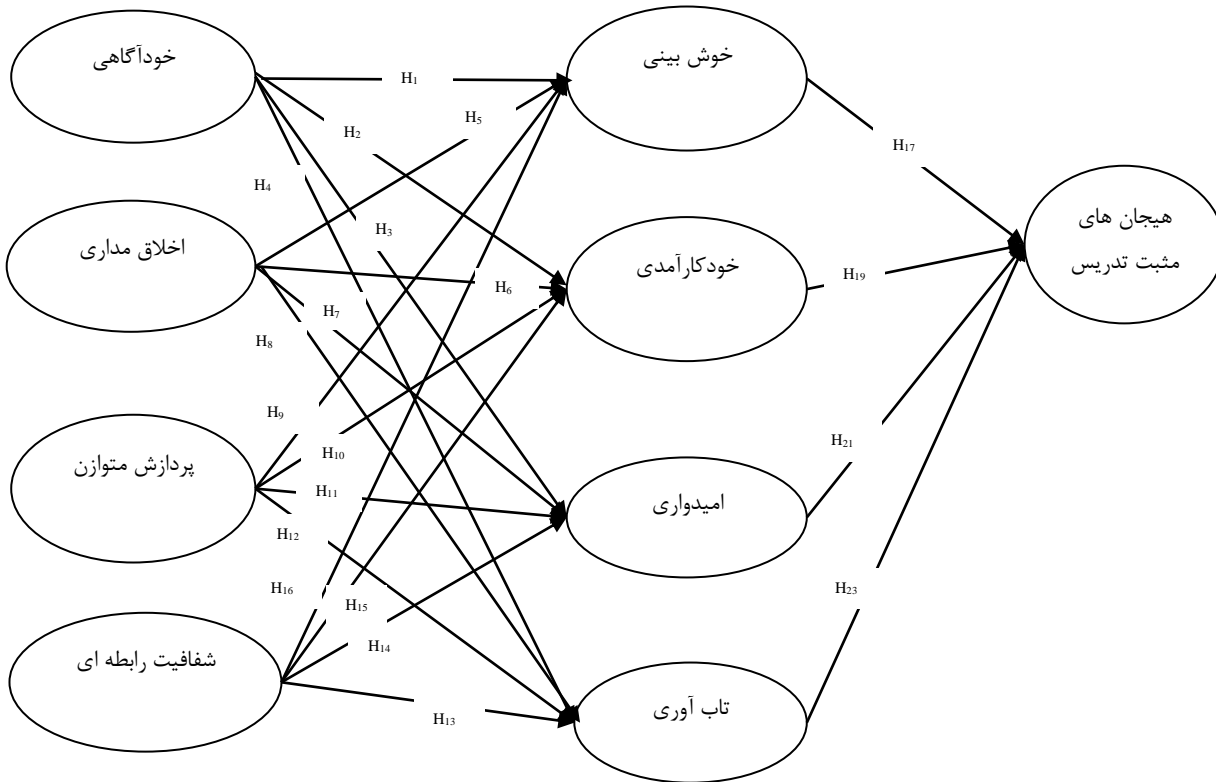 خودآگاهی
خوش بینی
H₁
H₅
H₂
H₁₇
H₄
هیجان های
مثبت تدریس
H₃
اخلاق مداری
خودکارآمدی
H₁₉
H₆
H₇
H₈
H₉
H₂₁
پردازش متوازن
H₁₀
H₁₁
امیدواری
H₁₂
H₁₆
H₂₃
H₁₅
H₁₄
شفافیت رابطه ای
تاب آوری
H₁₃